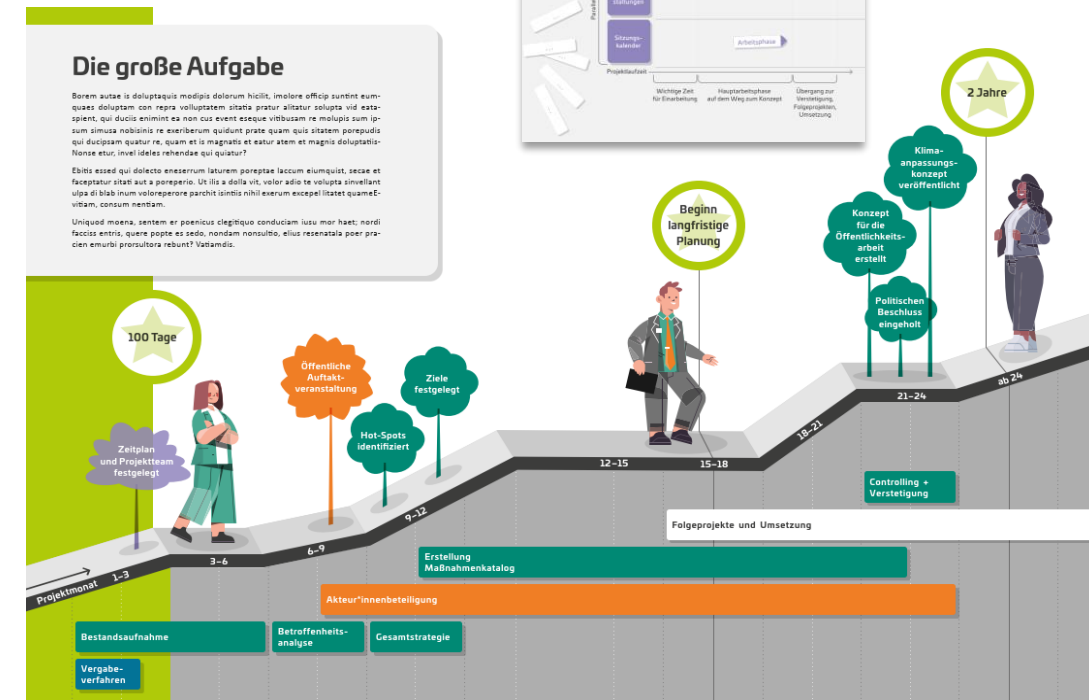 Die große Aufgabe
Borem autae is doluptaquis modipis dolorum hicilit, imolore officip suntint eum-
quaes doluptam con repra volluptatem sitatia pratur alitatur solupta vid eata-
spient, qui duciis enimint ea non cus event eseque vitibusam re molupis sum ip-
sum simusa nobisinis re exeriberum quidunt prate quam quis sitatem porepudis
qui ducipsam quatur re, quam et is magnatis et eatur atem et magnis doluptatiis-
Nonse etur, invel ideles rehendae qui quiatur?
Ebitis essed qui dolecto eneserrum laturem poreptae laccum eiumquist, secae et
faceptatur sitati aut a poreperio. Ut ilis a dolla vit, volor adio te volupta sinvellant
ulpa di blab inum voloreperore parchit isintiis nihil exerum excepel litatet quameE-
vitiam, consum nentiam.
Uniquod moena, sentem er poenicus clegitiquo conduciam iusu mor haet; nordi
facciss entris, quere popte es sedo, nondam nonsultio, elius resenatala poer pra-
cien emurbi prorsultora rebunt? Vatiamdis.
staltungen
Sitzungs-
kalender
Arbeitsphase
Projektlaufzeit
Wichtige Zeit
für Einarbeitung
Hauptarbeitsphase
auf dem Weg zum Konzept
Übergang zur
Verstetigung,
Folgeprojekten,
Umsetzung
2 Jahre
Klima-
anpassungs-
konzept
veröffentlicht
Beginn
langfristige
Planung
Konzept
für die
Öffentlichkeits-
arbeit
erstellt
Politischen
Beschluss
eingeholt
100 Tage
Öffentliche
Auftakt-
veranstaltung
Ziele
festgelegt
Hot-Spots
identifiziert
Zeitplan
und Projektteam
festgelegt
Projektmonat
1–3
3–6
6–9
9–12
12–15
15–18
18–21
21–24
ab 24
Controlling +
Verstetigung
Folgeprojekte und Umsetzung
Erstellung
Maßnahmenkatalog
Akteur*innenbeteiligung
Bestandsaufnahme
Betroffenheits-
analyse
Gesamtstrategie
Vergabe-
verfahren